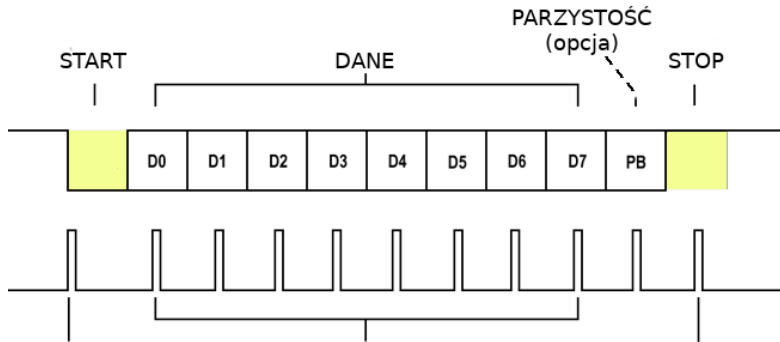 PARZYSTOŚĆ
(opcja)
START
DANE
STOP
D0 D1 D2 D3 D4 D5 D6 D7 PB